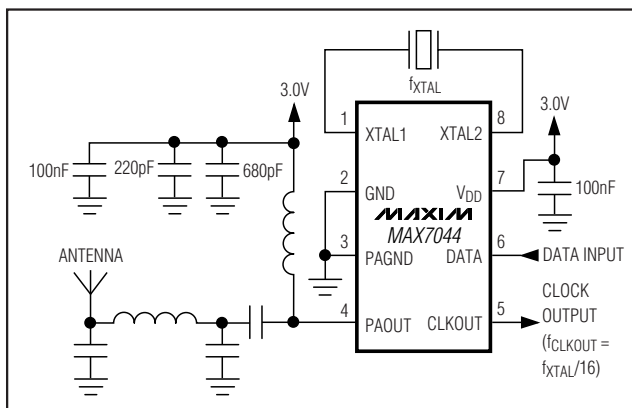 fXTAL
3.0V
3.0V
1
8
XTAL1
XTAL2
100nF
220pF
680pF
2
7
GND
VDD
100nF
MAXIM
MAX7044
3
6
PAGND
DATA
DATA INPUT
ANTENNA
4
5
PAOUT
CLKOUT
CLOCK
OUTPUT
(fCLKOUT =
fXTAL/16)